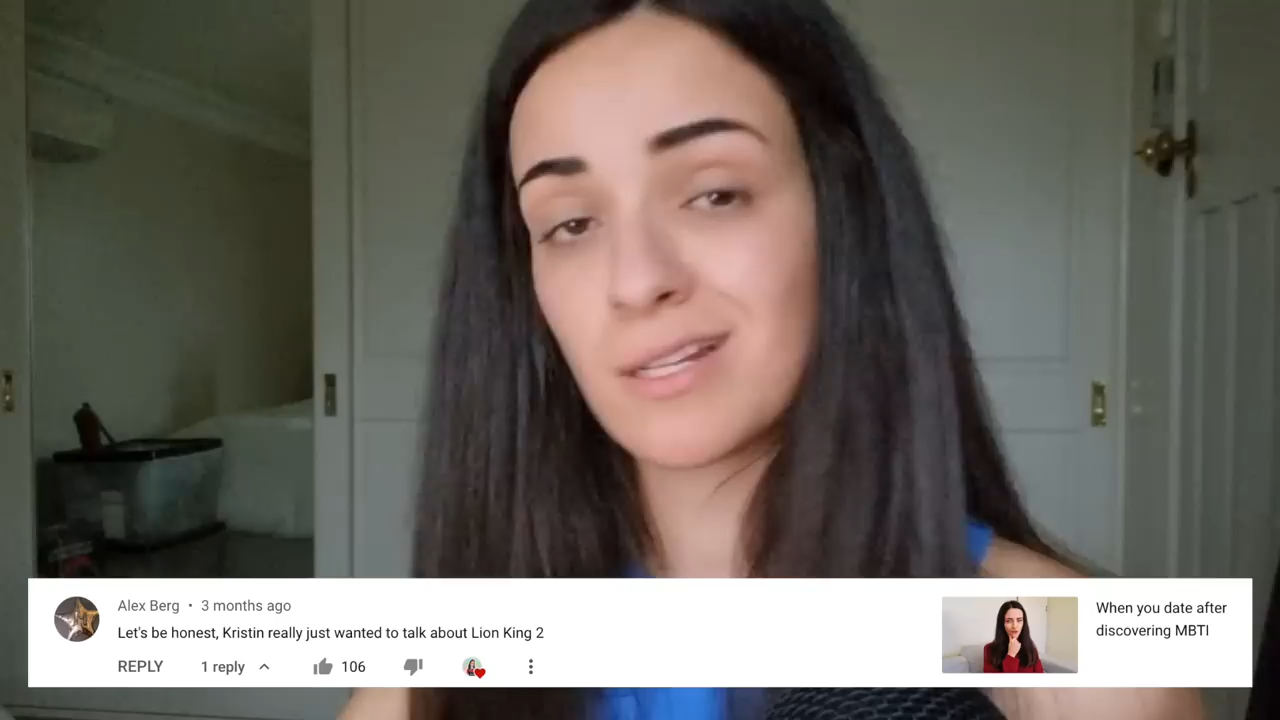 Alex Berg • 3 months ago
Let's be honest, Kristin really just wanted to talk about Lion King 2
REPLY 1 reply 106
When you date after
discovering MBTI